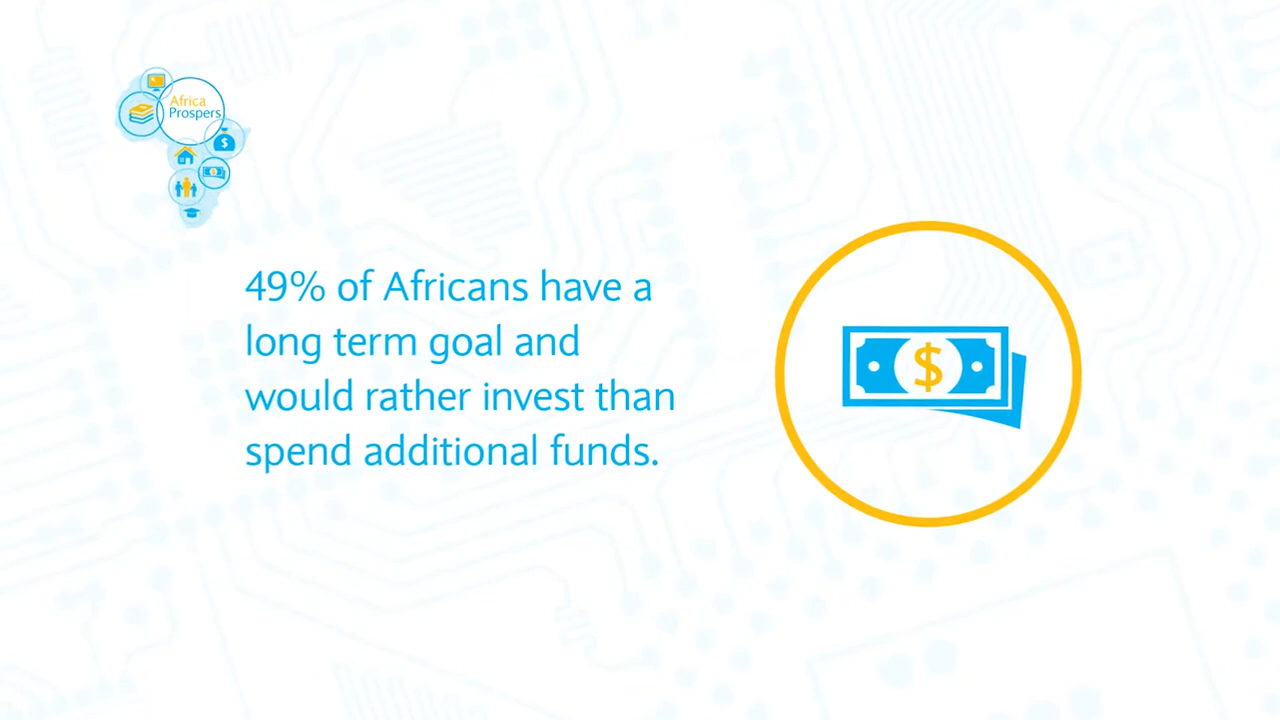 Africa
Prospers
$
$
49% of Africans have a
long term goal and
would rather invest than
spend additional funds.
$